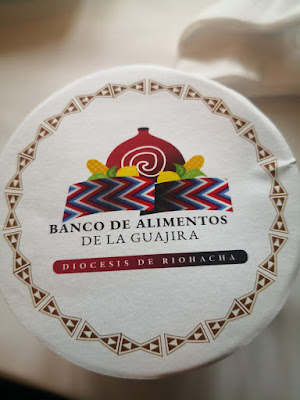 BANCO DE ALIMENTOS
DE LA GUAJIRA
DIOCESIS DE RIOHACHA